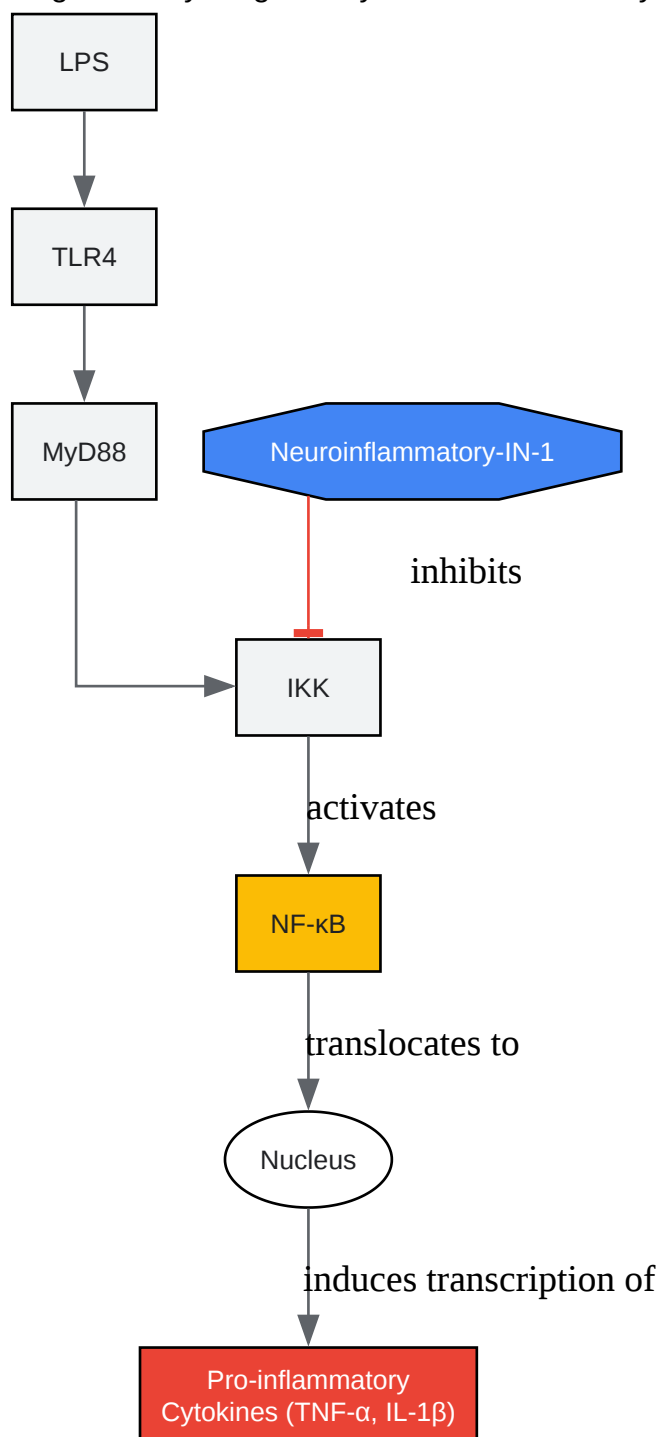 LPS
TLR4
MyD88
Neuroinflammatory-IN-1
inhibits
IKK
activates
NF-κB
translocates to
Nucleus
induces transcription of
Pro-inflammatory
Cytokines (TNF-α, IL-1β)